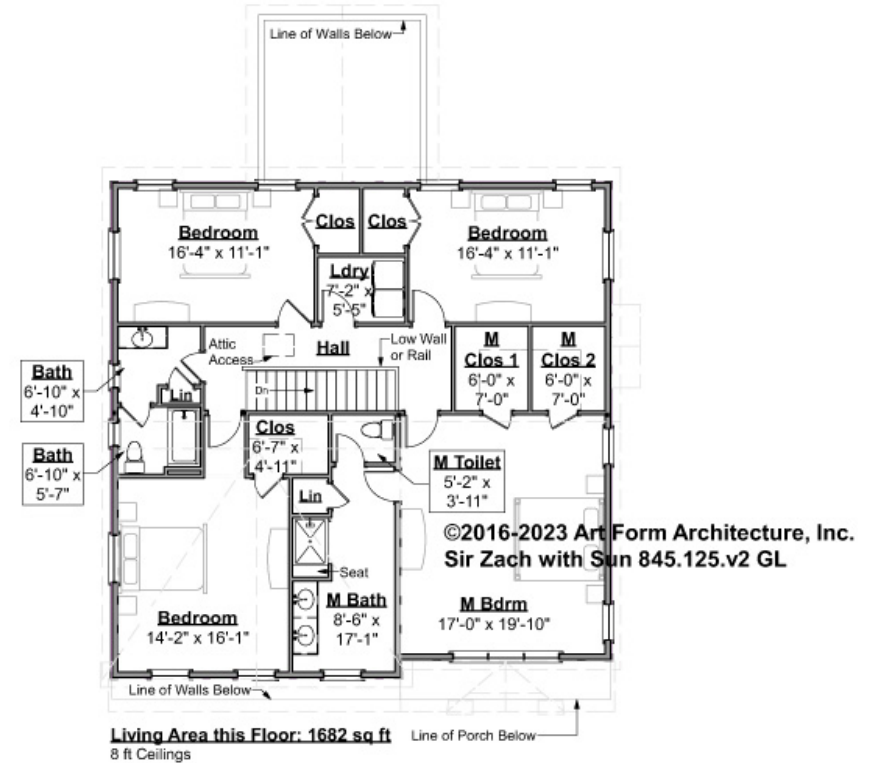 Line of Walls Below
Bedroom
16'-4" x 11'-1"
Clos
Clos
Bedroom
16'-4" x 11'-1"
Ldry
7'-2" x
5'-5"
Attic
Access
Hall
Low Wall
or Rail
M
Clos 1
6'-0" x
7'-0"
M
Clos 2
6'-0" x
7'-0"
Bath
6'-10" x
4'-10"
Lin
Dn
Bath
6'-10" x
5'-7"
Clos
6'-7" x
4'-11"
M Toilet
5'-2" x
3'-11"
Lin
Seat
©2016-2023 Art Form Architecture, Inc.
Sir Zach with Sun 845.125.v2 GL
Bedroom
14'-2" x 16'-1"
M Bath
8'-6" x
17'-1"
M Bdrm
17'-0" x 19'-10"
Line of Walls Below
Living Area this Floor: 1682 sq ft
8 ft Ceilings
Line of Porch Below